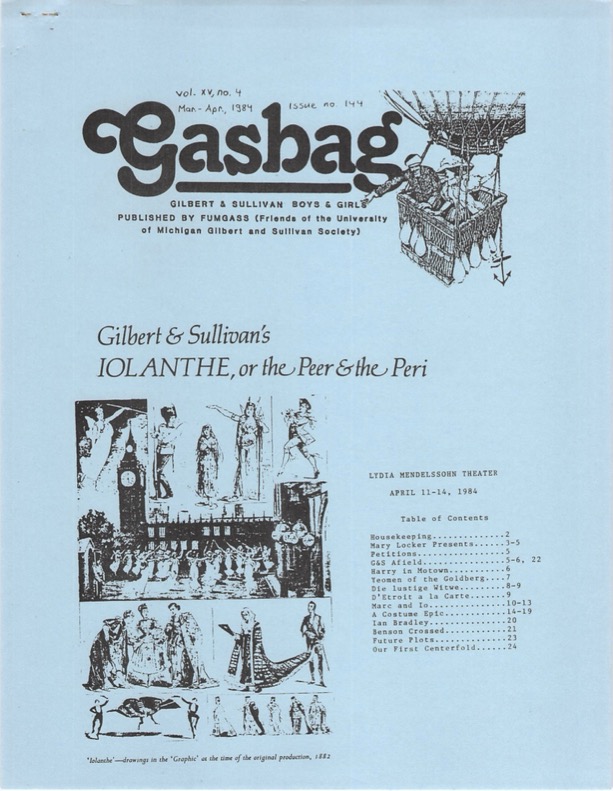 vol. XV, no. 4
Mar.-Apr., 1984 Issue no. 144
Gasbag
GILBERT & SULLIVAN BOYS & GIRLS
PUBLISHED BY FUMGASS (Friends of the University
of Michigan Gilbert and Sullivan Society)
Gilbert & Sullivan's
IOLANTHE, or the Peer & the Peri
LYDIA MENDELSSOHN THEATER
APRIL 11-14, 1984
Table of Contents
Housekeeping............2
Mary Locker Presents.....3-5
Petitions...............5
G&S Afield..............5-6, 22
Harry in Motown.........6
Yeomen of the Goldberg....7
Die lustige Witwe.......8-9
D'Etroit a la Carte.....9
Marc and Io.............10-13
A Costume Epic..........14-19
Ian Bradley.............20
Benson Crossed..........21
Future Plots............23
Our First Centerfold......24
'Iolanthe'—drawings in the 'Graphic' at the time of the original production, 1882